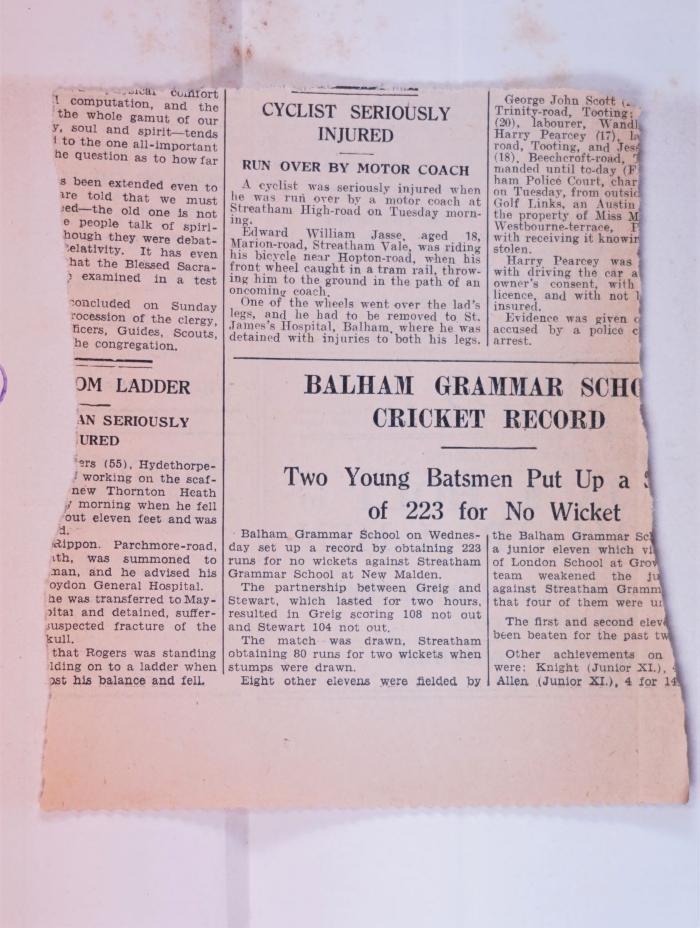 computation, and the
the whole gamut of our
soul and spirit—tends
to the one all-important
he question as to how far
s been extended even to
are told that we must
ed—the old one is not
e people talk of spiri-
hough they were debat-
elativity. It has even
hat the Blessed Sacra-
examined in a test
concluded on Sunday
rocession of the clergy,
ficers, Guides, Scouts,
he congregation.
OM LADDER
AN SERIOUSLY
URED
ers (55), Hydethorpe-
working on the scaf-
new Thornton Heath
morning when he fell
out eleven feet and was
d.
Rippon. Parchmore-road,
th, was summoned to
man, and he advised his
oydon General Hospital.
he was transferred to May-
pital and detained, suffer-
suspected fracture of the
kull.
that Rogers was standing
lding on to a ladder when
ost his balance and fell.
CYCLIST SERIOUSLY
INJURED
RUN OVER BY MOTOR COACH
A cyclist was seriously injured when
he was run over by a motor coach at
Streatham High-road on Tuesday morn-
ing.
Edward William Jasse, aged 18,
Marion-road, Streatham Vale, was riding
his bicycle near Hopton-road, when his
front wheel caught in a tram rail, throw-
ing him to the ground in the path of an
oncoming coach.
One of the wheels went over the lad's
legs, and he had to be removed to St.
James's Hospital, Balham, where he was
detained with injuries to both his legs.
George John Scott
Trinity-road, Tooting;
(20), labourer, Wandl
Harry Pearcey (17), la
road, Tooting, and Jes
(18), Beechcroft-road, T
manded until to-day (F
ham Police Court, char
on Tuesday, from outsid
Golf Links, an Austin
the property of Miss M
Westbourne-terrace, P
with receiving it knowin
stolen.
Harry Pearcey was
with driving the car a
owner's consent, with
licence, and with not
insured.
Evidence was given o
accused by a police c
arrest.
BALHAM GRAMMAR SCHO
CRICKET RECORD
Two Young Batsmen Put Up a S
of 223 for No Wicket
Balham Grammar School on Wednes-
day set up a record by obtaining 223
runs for no wickets against Streatham
Grammar School at New Malden.
The partnership between Greig and
Stewart, which lasted for two hours,
resulted in Greig scoring 108 not out
and Stewart 104 not out.
The match was drawn, Streatham
obtaining 80 runs for two wickets when
stumps were drawn.
Eight other elevens were fielded by
the Balham Grammar Sc
a junior eleven which vi
of London School at Grov
team weakened the ju
against Streatham Gramm
that four of them were un
The first and second eleve
been beaten for the past tw
Other achievements on
were: Knight (Junior XI.), 4
Allen (Junior XI.), 4 for 14